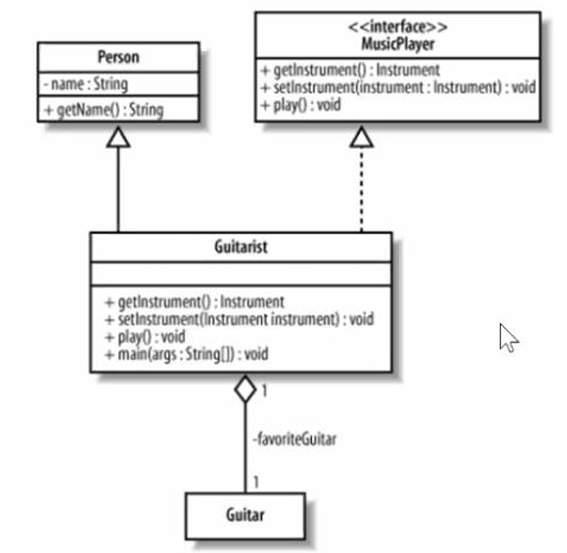 Person
- name : String
+ getName() : String
<<interface>>
MusicPlayer
+ getInstrument() : Instrument
+ setInstrument(instrument : Instrument) : void
+ play() : void
Guitarist
+ getInstrument() : Instrument
+ setInstrument(Instrument instrument) : void
+ play() : void
+ main(args : String[]) : void
1
-favoriteGuitar
1
Guitar